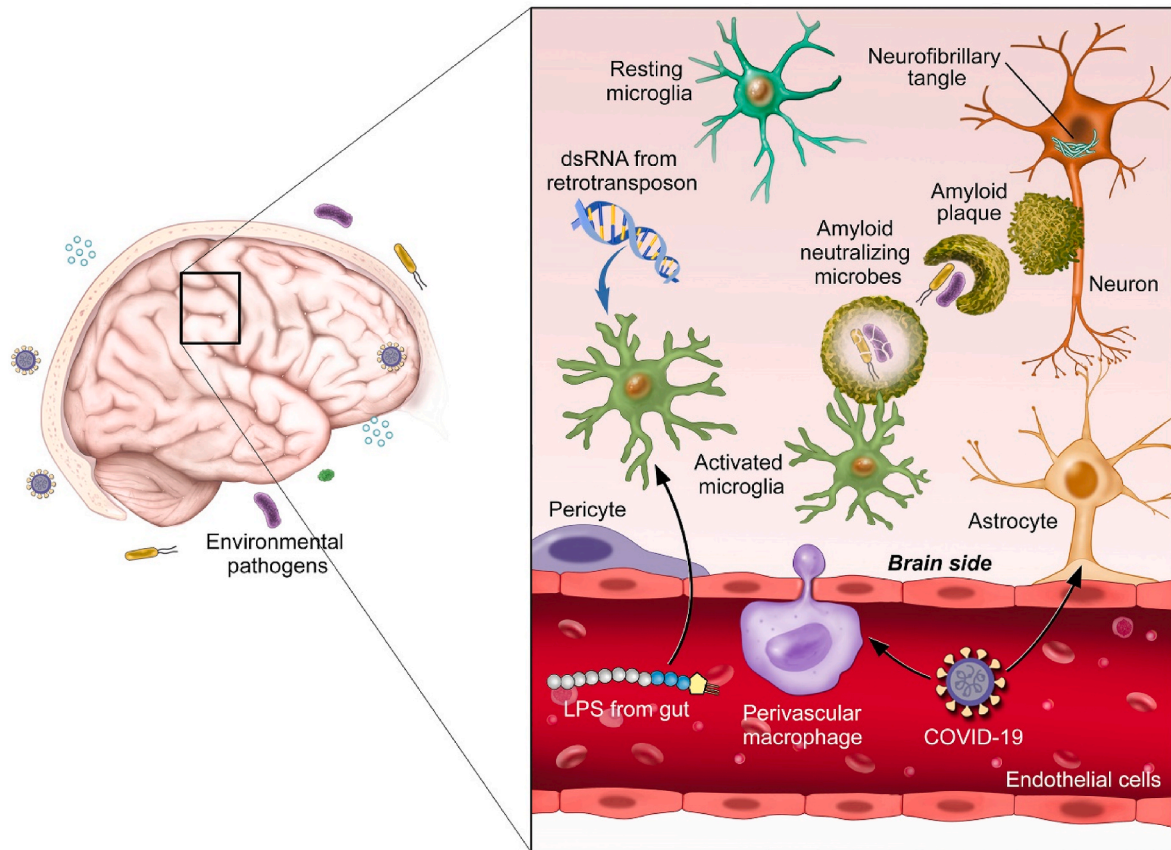 Environmental
pathogens
Resting
microglia
Neurofibrillary
tangle
dsRNA from
retrotransposon
Amyloid
plaque
Amyloid
neutralizing
microbes
Neuron
Activated
microglia
Pericyte
Astrocyte
Brain side
LPS from gut
Perivascular
macrophage
COVID-19
Endothelial cells